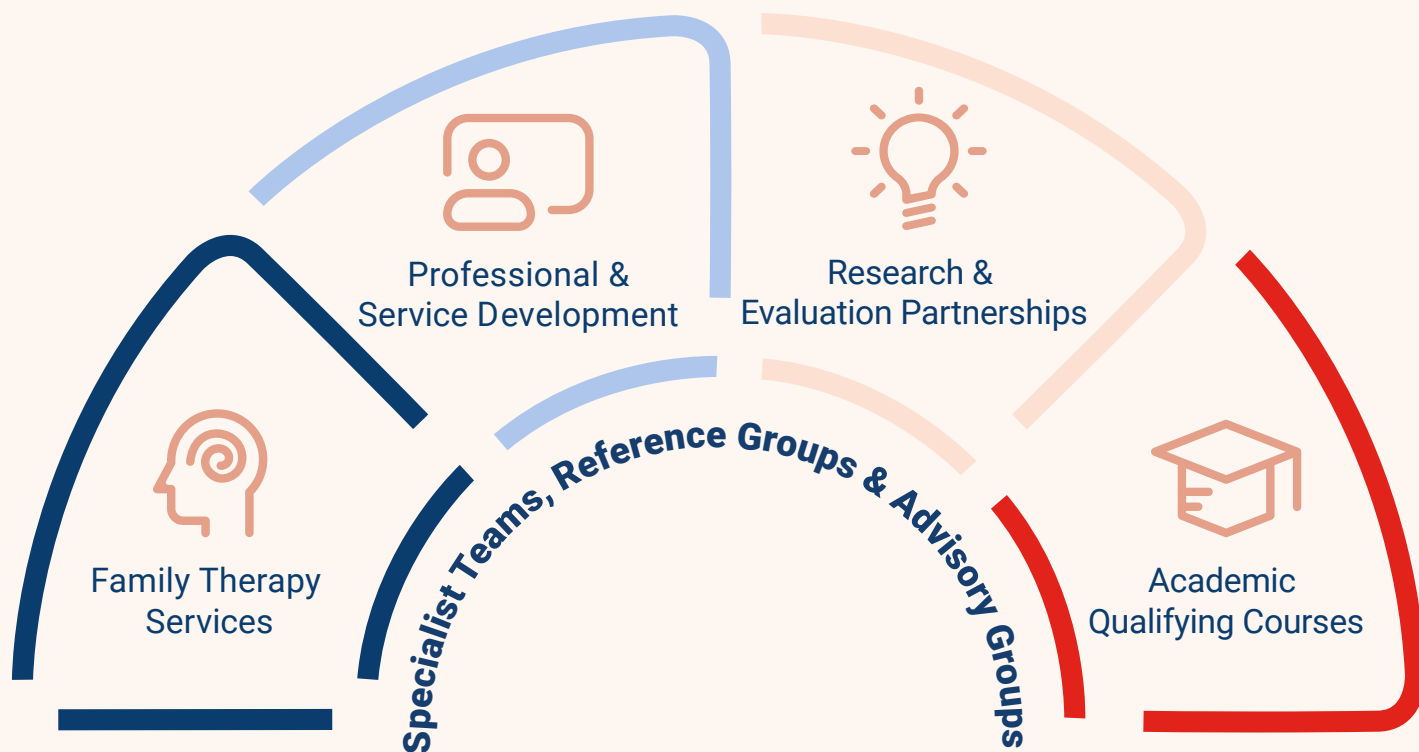 Professional &
Service Development
Research &
Evaluation Partnerships
Family Therapy
Services
Academic
Qualifying Courses
Specialist Teams, Reference Groups & Advisory Groups